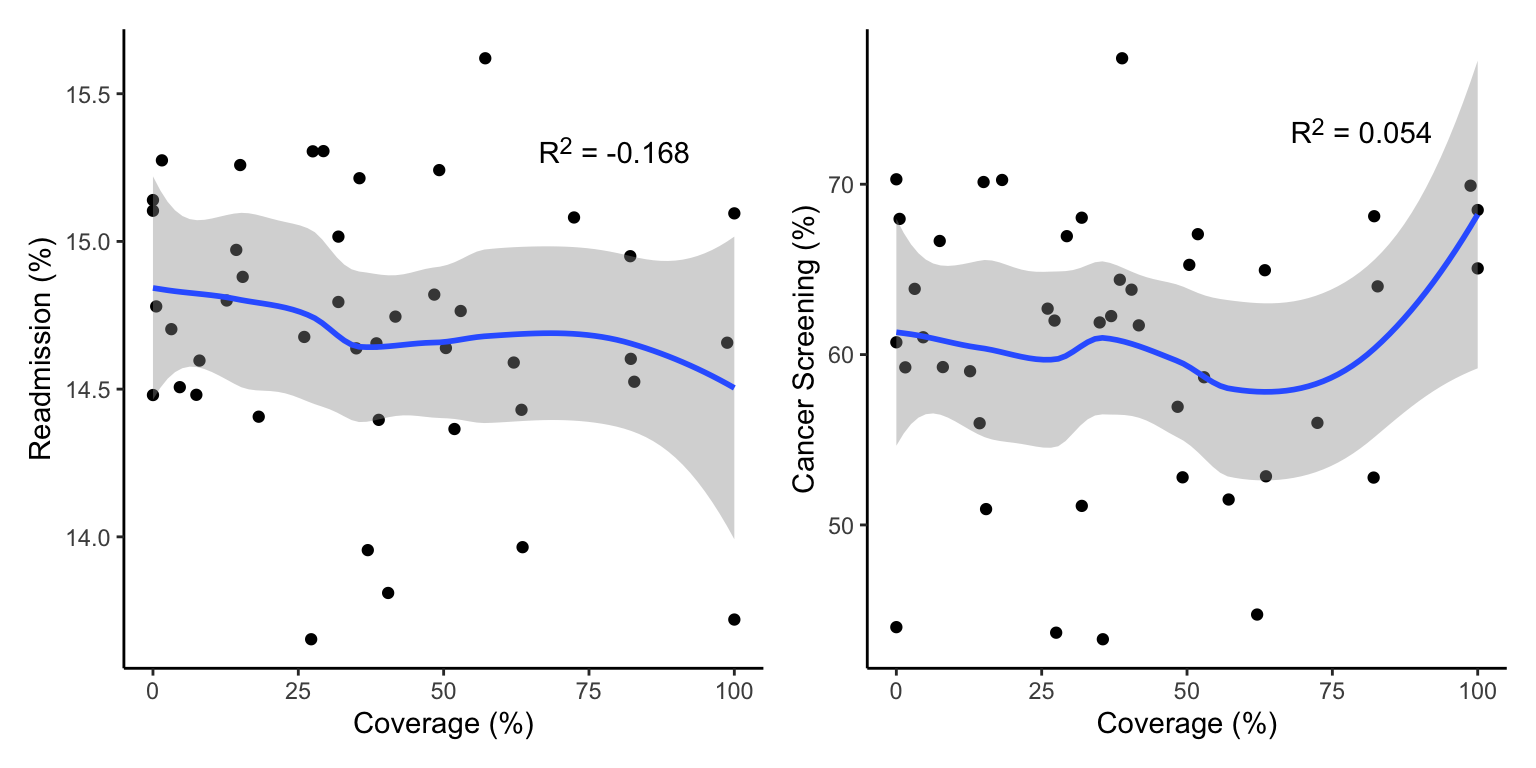 R² = -0.168
15.5
15.0
14.5
14.0
Readmission (%)
0 25 50 75 100
Coverage (%)
R² = 0.054
70
60
50
Cancer Screening (%)
0 25 50 75 100
Coverage (%)